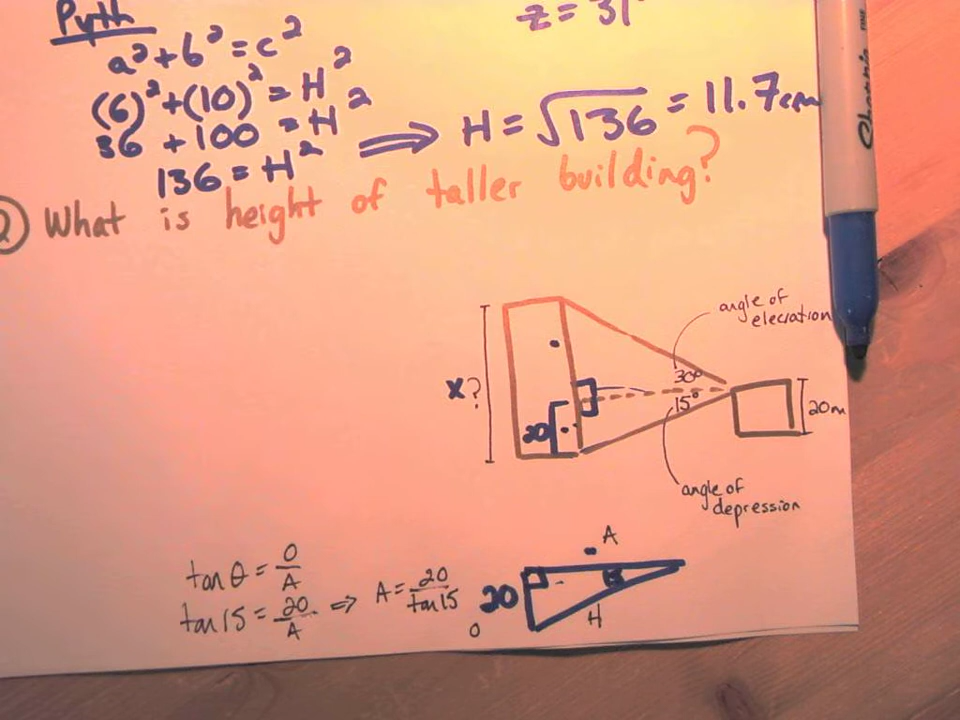 Pyth
z = 31°
a² + b² = c²
(6)² + (10)² = H²
36 + 100 = H²
136 = H² ⟹ H = √136 = 11.7cm
2 What is height of taller building?
angle of
elevation
30°
15°
x?
20
20m
angle of
depression
tan θ = O/A
tan 15 = 20/A ⇒ A = 20/tan15
A
20
O
H
Sharpie